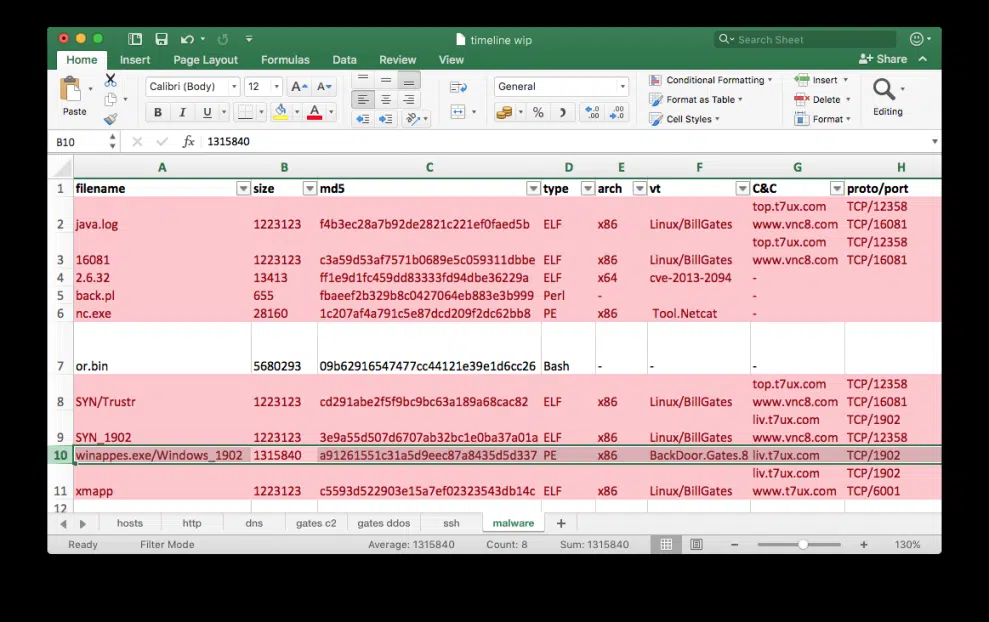 timeline wip
Search Sheet
Home Insert Page Layout Formulas Data Review View Share
Paste
Calibri (Body) 12
B I U A
General
%
Conditional Formatting
Format as Table
Cell Styles
Insert
Delete
Format
Editing
B10 fx 1315840
A B C D E F G H
1 filename size md5 type arch vt C&C proto/port
top.t7ux.com TCP/12358
2 java.log 1223123 f4b3ec28a7b92de2821c221ef0faed5b ELF x86 Linux/BillGates www.vnc8.com TCP/16081
top.t7ux.com TCP/12358
3 16081 1223123 c3a59d53af7571b0689e5c059311dbbe ELF x86 Linux/BillGates www.vnc8.com TCP/16081
4 2.6.32 13413 ff1e9d1fc459dd83333fd94dbe36229a ELF x64 cve-2013-2094 -
5 back.pl 655 fbaeef2b329b8c0427064eb883e3b999 Perl - -
6 nc.exe 28160 1c207af4a791c5e87dcd209f2dc62bb8 PE x86 Tool.Netcat -
7 or.bin 5680293 09b62916547477cc44121e39e1d6cc26 Bash - - -
top.t7ux.com TCP/12358
8 SYN/Trustr 1223123 cd291abe2f5f9bc9bc63a189a68cac82 ELF x86 Linux/BillGates www.vnc8.com TCP/16081
liv.t7ux.com TCP/1902
9 SYN_1902 1223123 3e9a55d507d6707ab32bc1e0ba37a01a ELF x86 Linux/BillGates www.vnc8.com TCP/12358
10 winappes.exe/Windows_1902 1315840 a91261551c31a5d9eec87a8435d5d337 PE x86 BackDoor.Gates.8 liv.t7ux.com TCP/1902
liv.t7ux.com TCP/1902
11 xmapp 1223123 c5593d522903e15a7ef02323543db14c ELF x86 Linux/BillGates www.t7ux.com TCP/6001
12
hosts http dns gates c2 gates ddos ssh malware +
Ready Filter Mode Average: 1315840 Count: 8 Sum: 1315840 130%